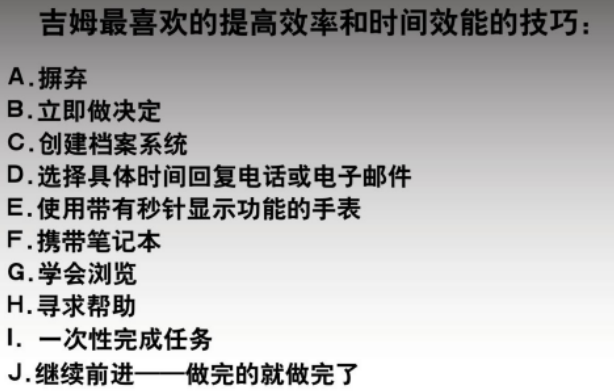 吉姆最喜欢的提高效率和时间效能的技巧：
A.摒弃
B.立即做决定
C.创建档案系统
D.选择具体时间回复电话或电子邮件
E.使用带有秒针显示功能的手表
F.携带笔记本
G.学会浏览
H.寻求帮助
I. 一次性完成任务
J.继续前进——做完的就做完了